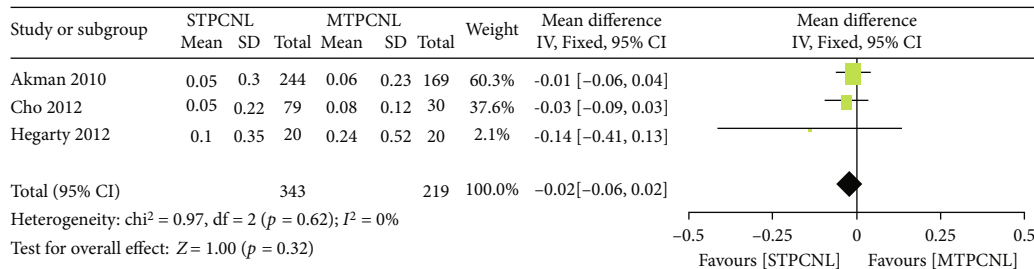 Study or subgroup STPCNL MTPCNL Weight Mean difference Mean difference
Mean SD Total Mean SD Total IV, Fixed, 95% CI IV, Fixed, 95% CI
Akman 2010 0.05 0.3 244 0.06 0.23 169 60.3% -0.01 [−0.06, 0.04]
Cho 2012 0.05 0.22 79 0.08 0.12 30 37.6% -0.03 [−0.09, 0.03]
Hegarty 2012 0.1 0.35 20 0.24 0.52 20 2.1% -0.14 [−0.41, 0.13]
Total (95% CI) 343 219 100.0% −0.02[−0.06, 0.02]
Heterogeneity: chi² = 0.97, df = 2 (p = 0.62); I² = 0%
Test for overall effect: Z = 1.00 (p = 0.32)
−0.5 −0.25 0 0.25 0.5
Favours [STPCNL] Favours [MTPCNL]